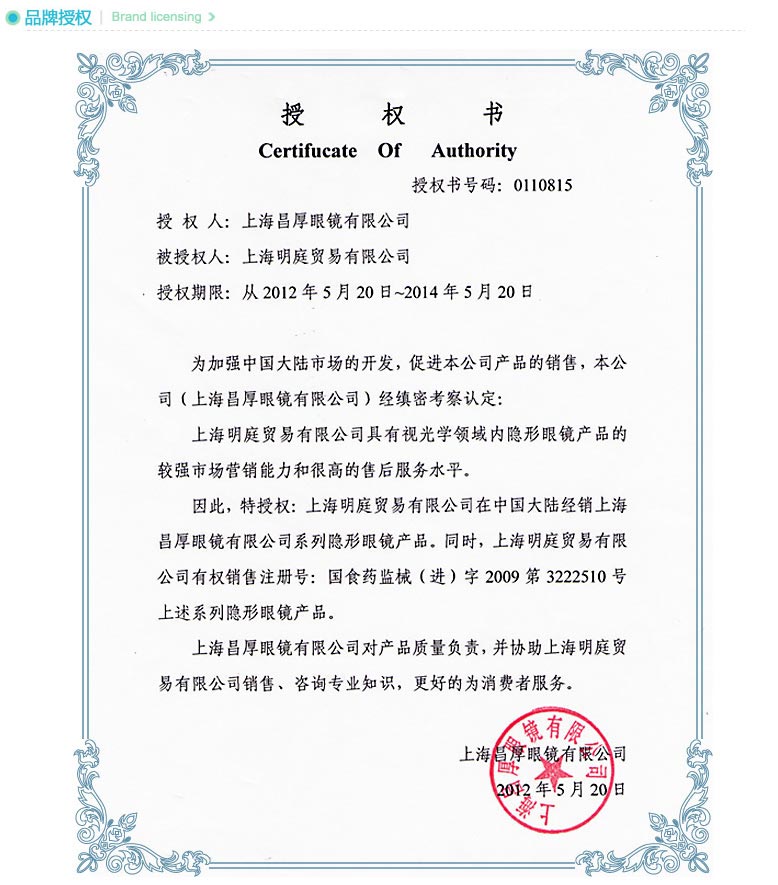 品牌授权 | Brand licensing >
授 权 书
Certifucate Of Authority
授权书号码：0110815
授 权 人：上海昌厚眼镜有限公司
被授权人：上海明庭贸易有限公司
授权期限：从 2012 年 5 月 20 日~2014 年 5 月 20 日
为加强中国大陆市场的开发，促进本公司产品的销售，本公
司（上海昌厚眼镜有限公司）经缜密考察认定：
上海明庭贸易有限公司具有视光学领域内隐形眼镜产品的
较强市场营销能力和很高的售后服务水平。
因此，特授权：上海明庭贸易有限公司在中国大陆经销上海
昌厚眼镜有限公司系列隐形眼镜产品。同时，上海明庭贸易有限
公司有权销售注册号：国食药监械（进）字 2009 第 3222510 号
上述系列隐形眼镜产品。
上海昌厚眼镜有限公司对产品质量负责，并协助上海明庭贸
易有限公司销售、咨询专业知识，更好的为消费者服务。
上海昌厚眼镜有限公司
2012 年 5 月 20 日
上海昌厚眼镜有限公司